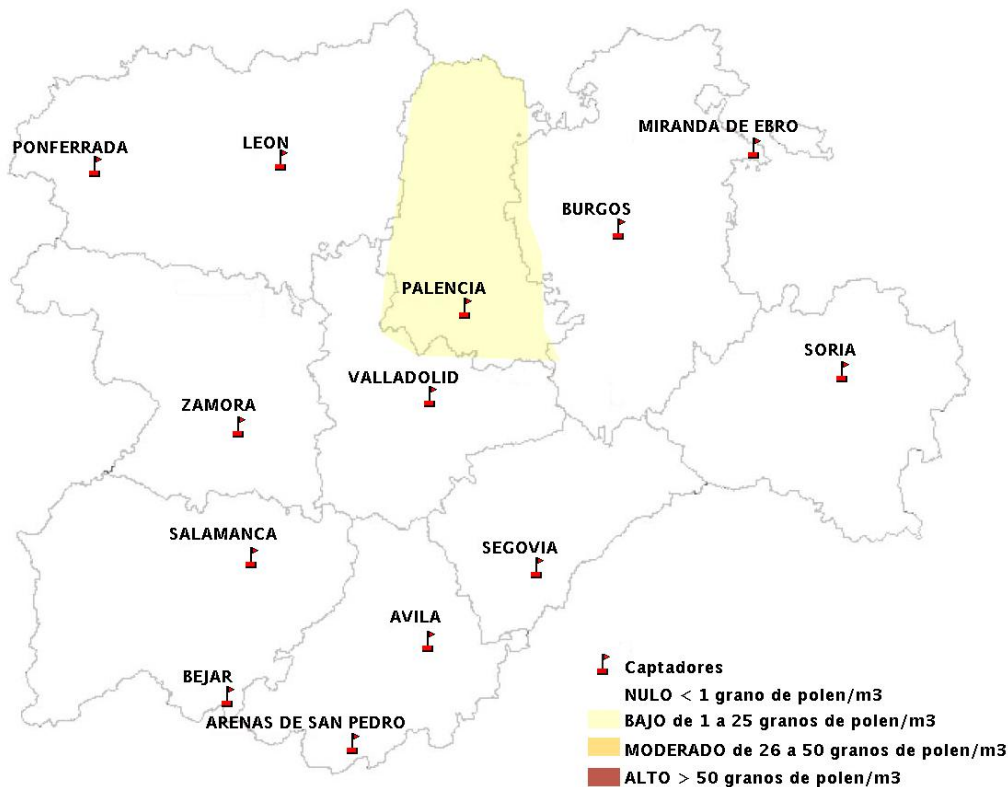 MIRANDA DE EBRO
PONFERRADA
LEON
BURGOS
PALENCIA
SORIA
VALLADOLID
ZAMORA
SALAMANCA
SEGOVIA
AVILA
BEJAR
ARENAS DE SAN PEDRO
Captadores
NULO < 1 grano de polen/m3
BAJO de 1 a 25 granos de polen/m3
MODERADO de 26 a 50 granos de polen/m3
ALTO > 50 granos de polen/m3